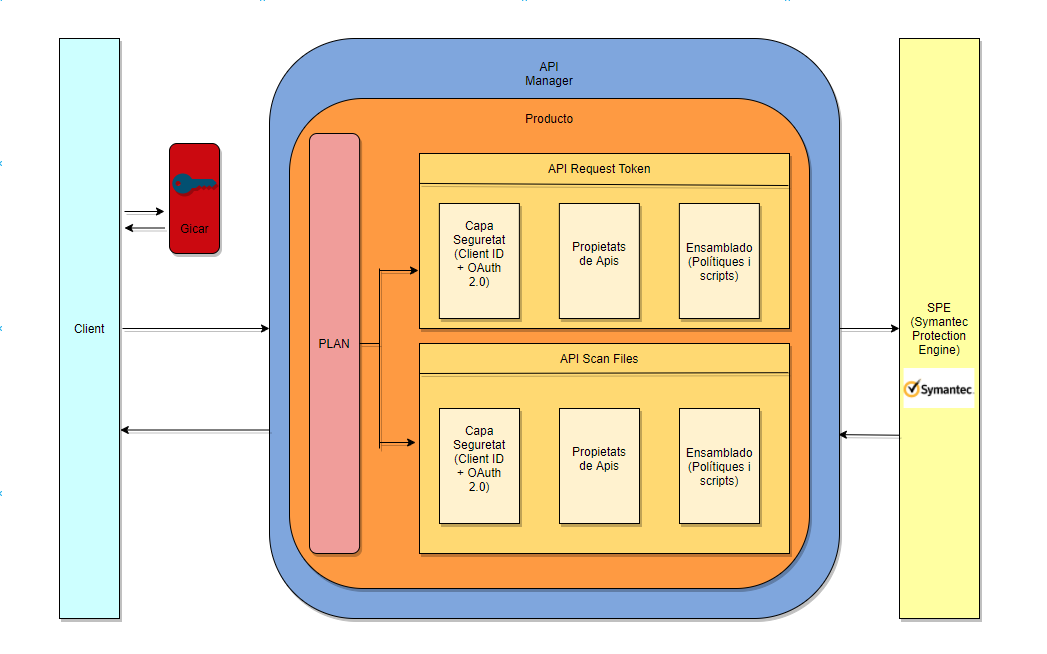 API
Manager
Producto
API Request Token
Capa
Seguretat
(Client ID
+ OAuth
2.0)
Propietats
de Apis
Ensamblado
(Polítiques i
scripts)
Gicar
Client
PLAN
SPE
(Symantec
Protection
Engine)
Symantec.
API Scan Files
Capa
Seguretat
(Client ID
+ OAuth
2.0)
Propietats
de Apis
Ensamblado
(Polítiques i
scripts)